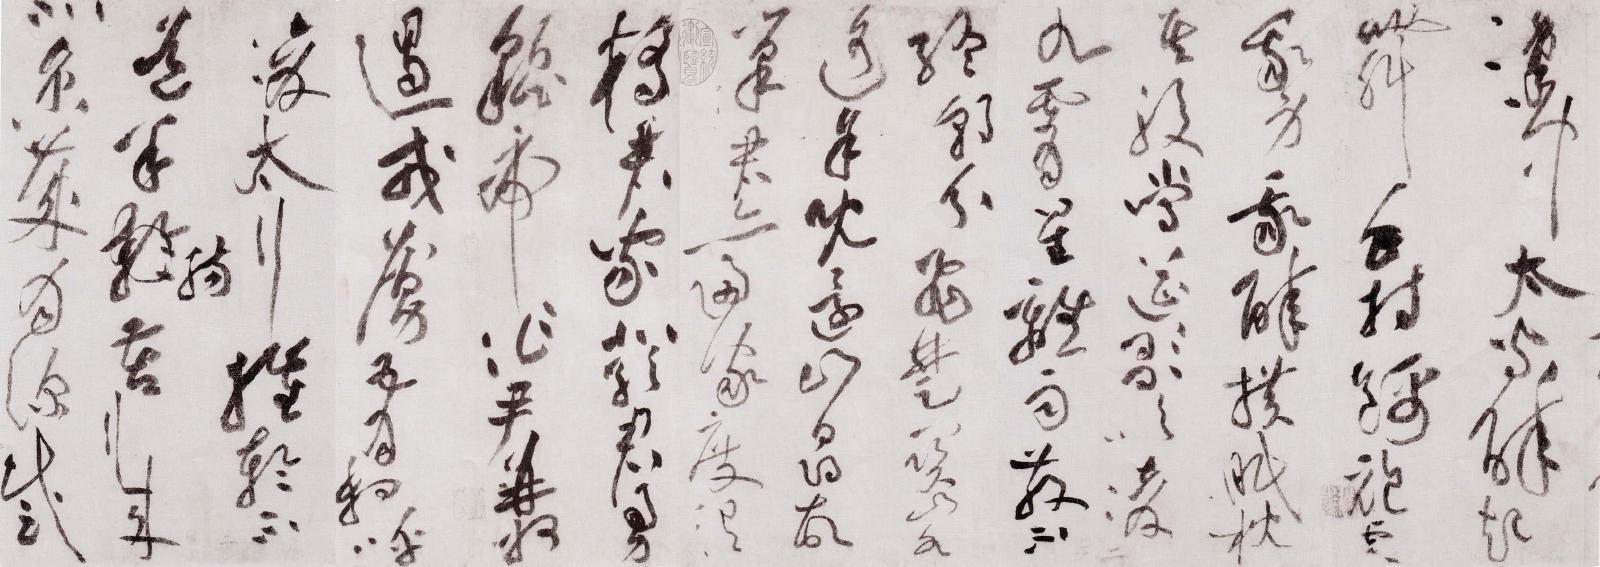 漢中太守醉起
舞手持錦袍覆
我身我醉橫眠枕
其股當筵意氣凌
九霄星離雨散不
終朝分飛楚關山水
遙余既還山尋故
巢君亦歸家度渭
橋君家嚴君勇
貔虎作尹并州
遏戎虜五月相呼
渡太行摧輪不
道羊腸苦行來
北京歲月深感